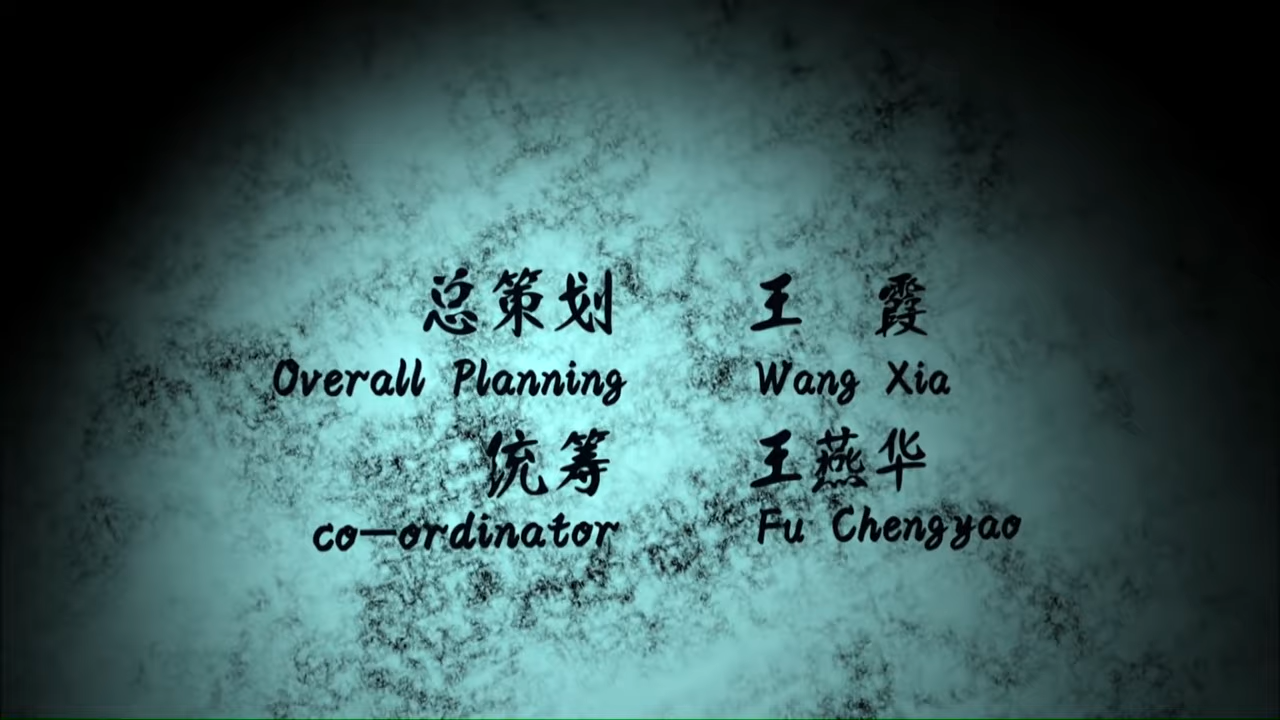 总策划 王 霞
Overall Planning Wang Xia
统筹 王燕华
co-ordinator Fu Chengyao